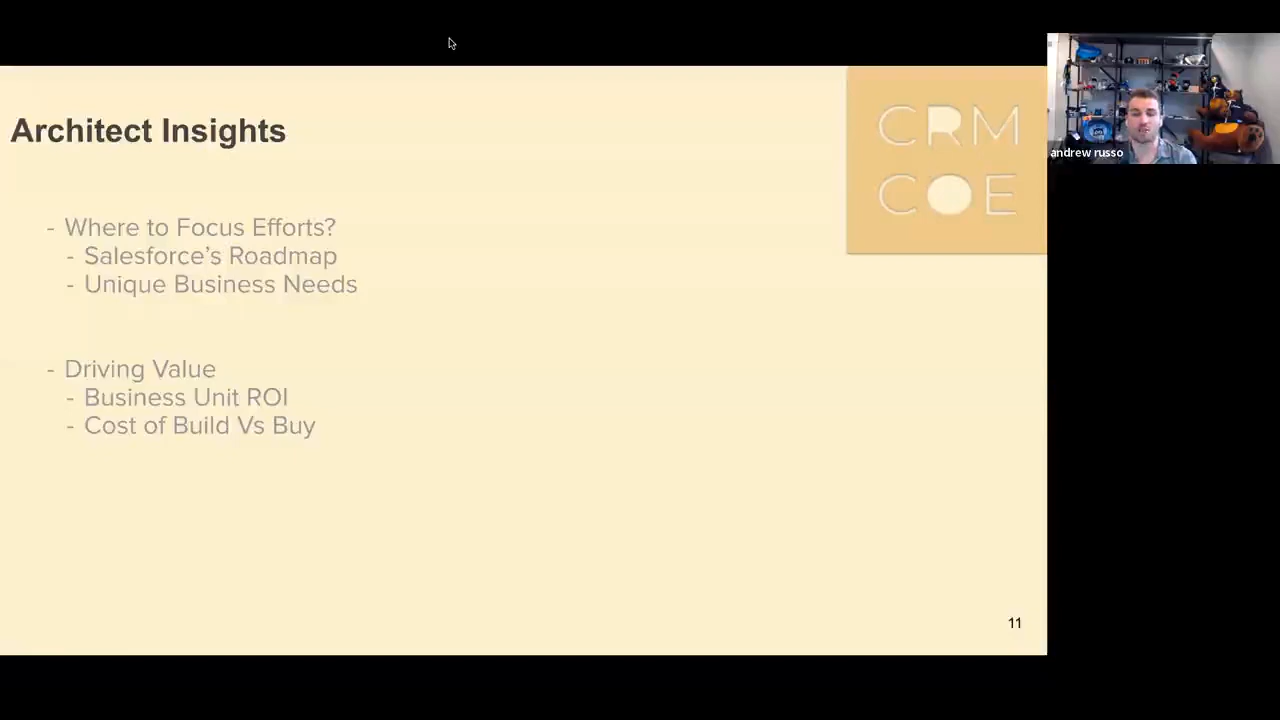 Architect Insights
- Where to Focus Efforts?
- Salesforce’s Roadmap
- Unique Business Needs
- Driving Value
- Business Unit ROI
- Cost of Build Vs Buy
CRM
COE
11
andrew russo